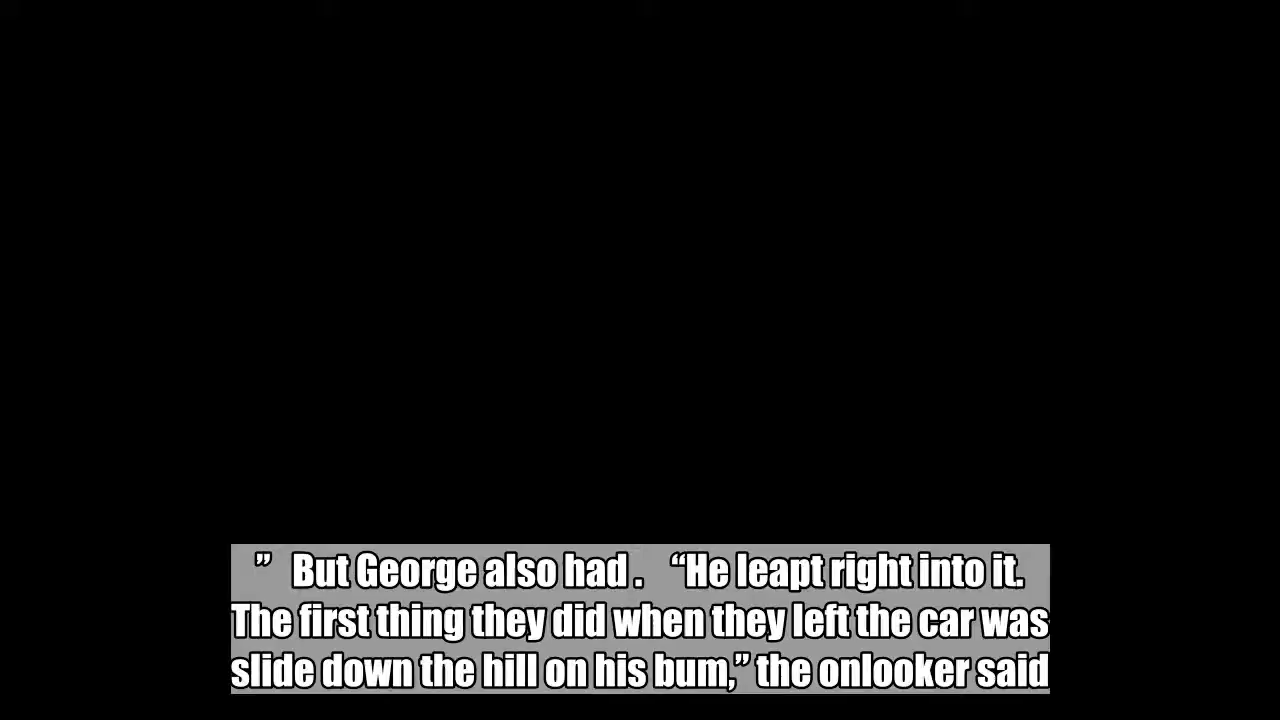 ” But George also had . “He leapt right into it.
The first thing they did when they left the car was
slide down the hill on his bum,” the onlooker said